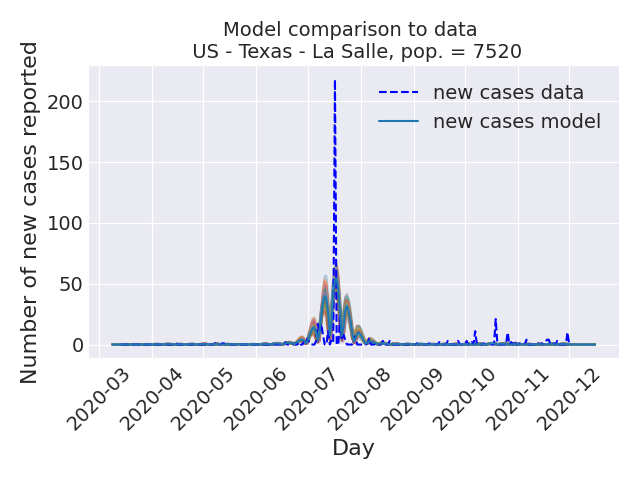 Model comparison to data
US - Texas - La Salle, pop. = 7520
Number of new cases reported
200
150
100
50
0
new cases data
new cases model
2020-03
2020-04
2020-05
2020-06
2020-07
2020-08
2020-09
2020-10
2020-11
2020-12
Day